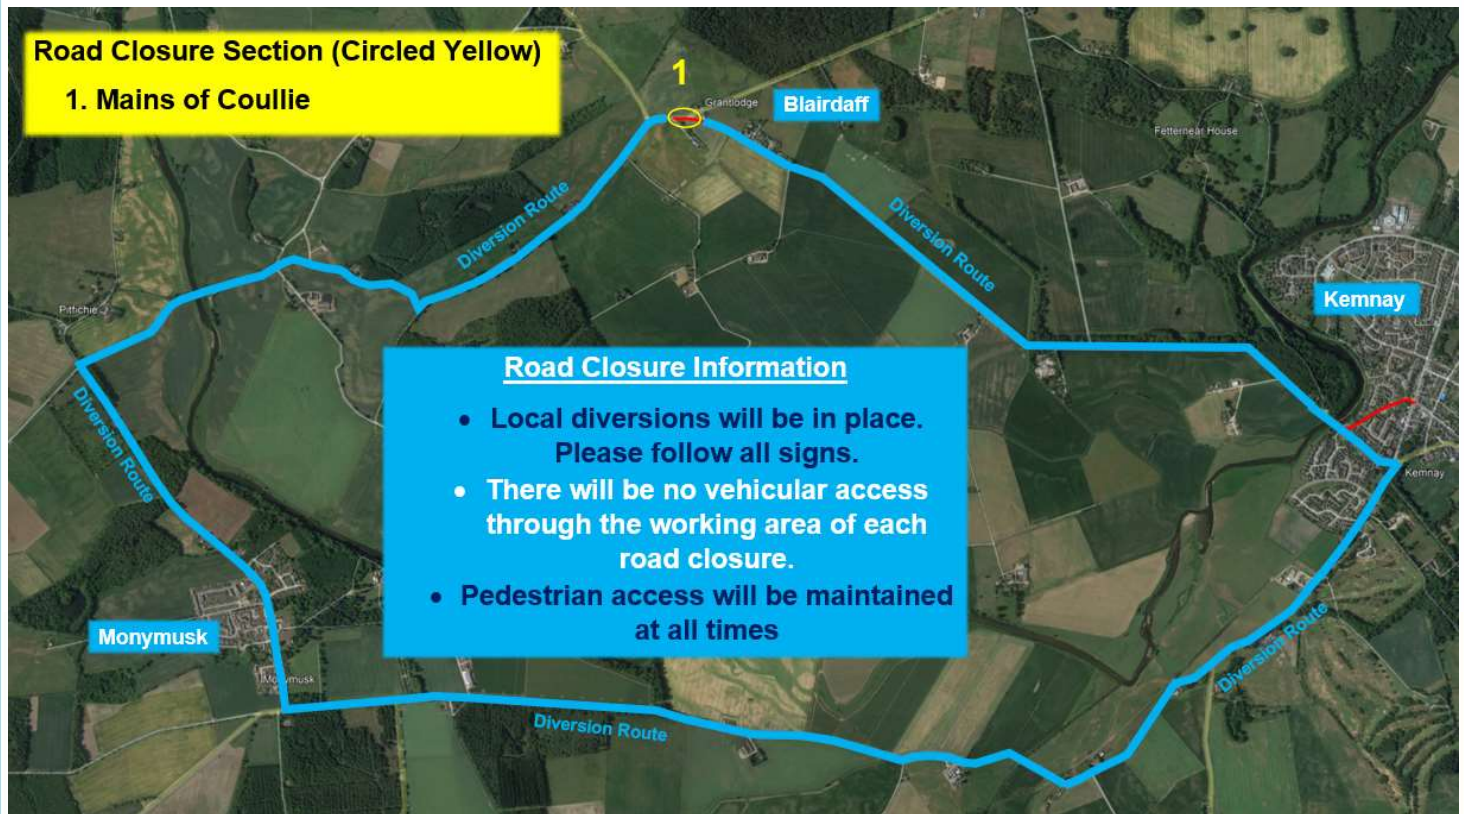 Road Closure Section (Circled Yellow)
1. Mains of Coullie
1
Grantlodge
Blairdaff
Fetternear House
Diversion Route
Diversion Route
Kemnay
Pittichie
Road Closure Information
• Local diversions will be in place.
Please follow all signs.
• There will be no vehicular access
through the working area of each
road closure.
• Pedestrian access will be maintained
at all times
Diversion Route
Kemnay
Monymusk
Monymusk
Diversion Route
Diversion Route